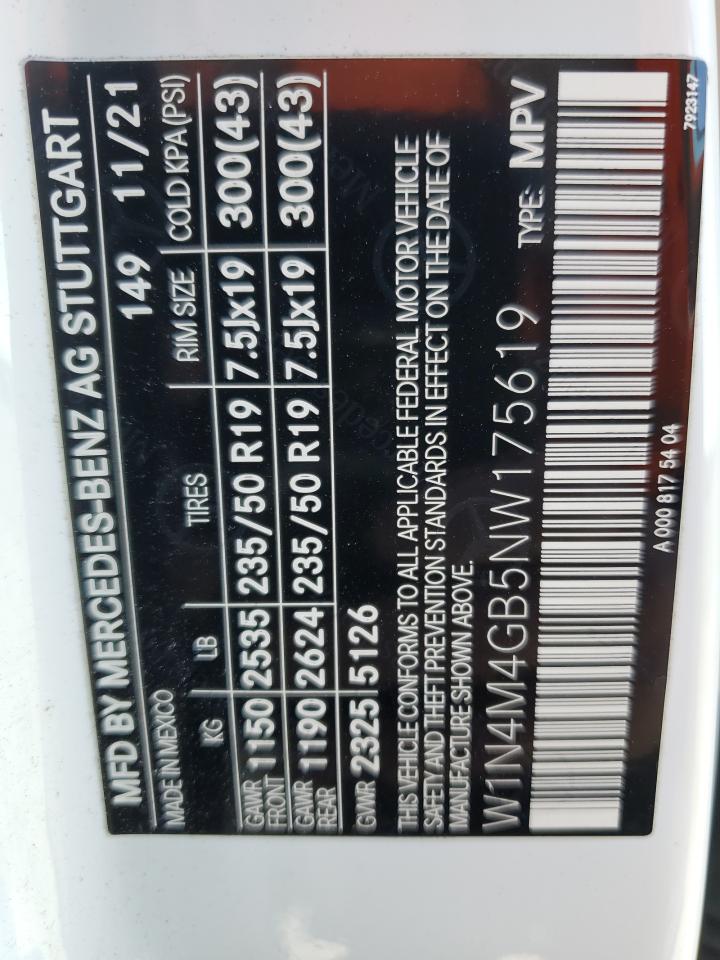 MFD BY MERCEDES-BENZ AG STUTTGART
MADE IN MEXICO 149 11/21
KG LB TIRES RIM SIZE COLD KPA (PSI)
GAWR FRONT 1150 2535 235/50 R19 7.5Jx19 300(43)
GAWR REAR 1190 2624 235/50 R19 7.5Jx19 300(43)
GVWR 2325 5126
THIS VEHICLE CONFORMS TO ALL APPLICABLE FEDERAL MOTOR VEHICLE
SAFETY AND THEFT PREVENTION STANDARDS IN EFFECT ON THE DATE OF
MANUFACTURE SHOWN ABOVE.
W1N4M4GB5NW175619 TYPE: MPV
A 000 817 54 04
7923147